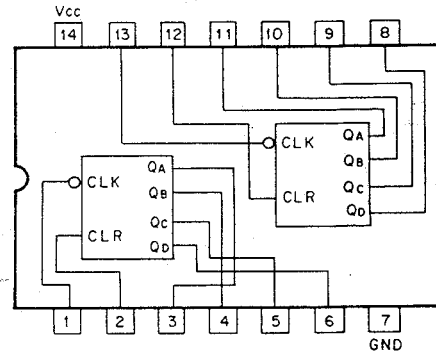 Vcc
14 13 12 11 10 9 8
CLK QA
QB
CLR QC
QD
CLK QA
QB
QC
CLR QD
1 2 3 4 5 6 7
GND